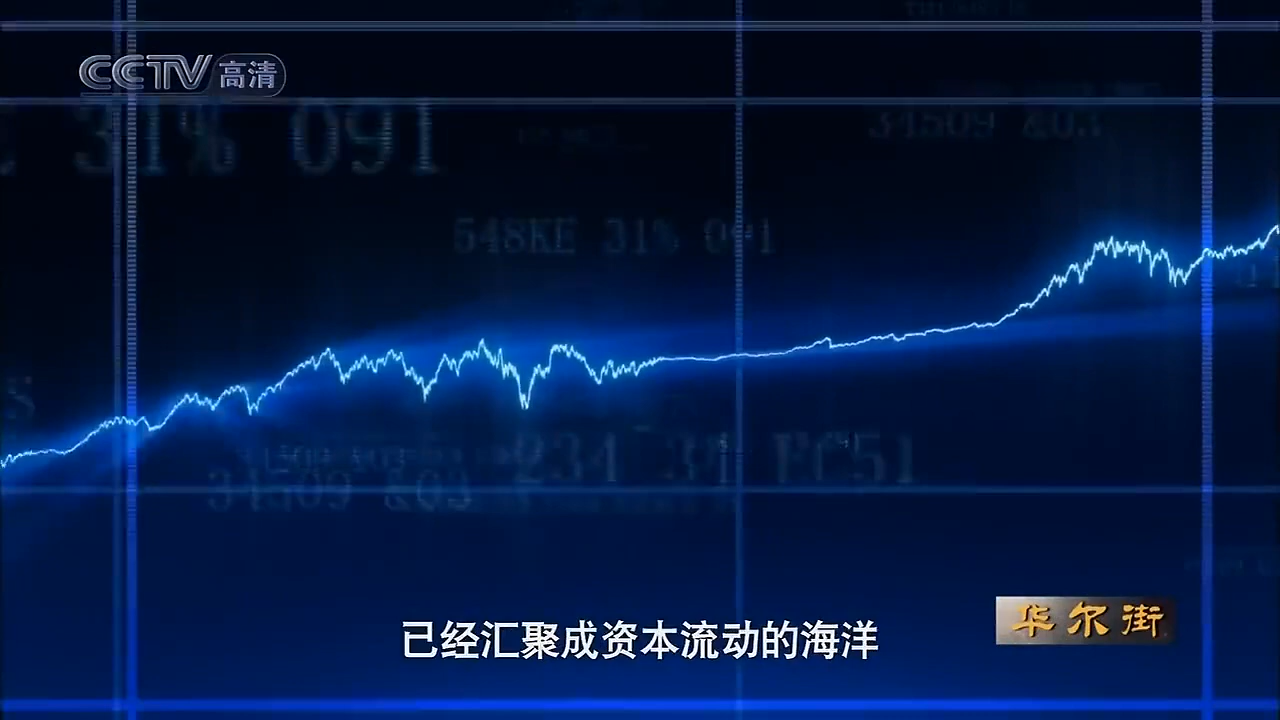 CCTV高清
31% 091
34509 &03
548KE 31% 091
234 34 EC51
34509 &03
已经汇聚成资本流动的海洋
华尔街